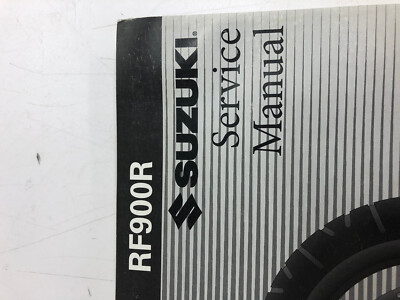 RF900R
SUZUKI
Service
Manual